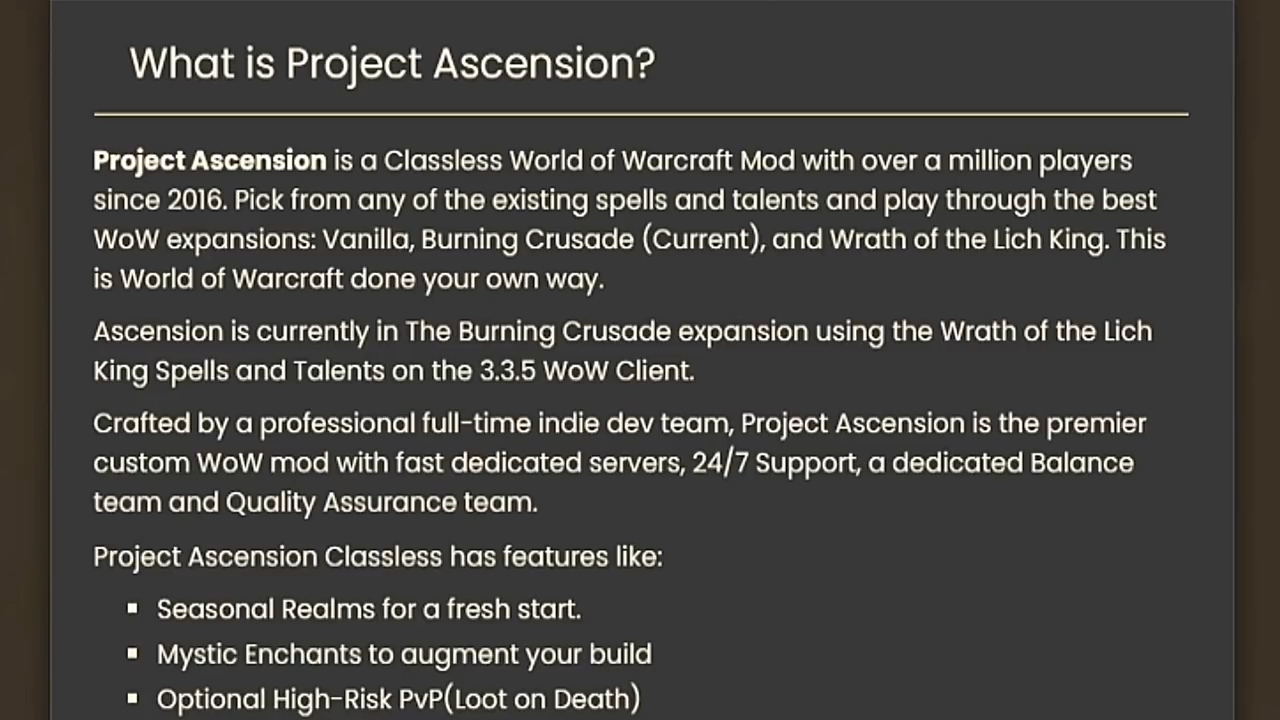 What is Project Ascension?
Project Ascension is a Classless World of Warcraft Mod with over a million players
since 2016. Pick from any of the existing spells and talents and play through the best
WoW expansions: Vanilla, Burning Crusade (Current), and Wrath of the Lich King. This
is World of Warcraft done your own way.
Ascension is currently in The Burning Crusade expansion using the Wrath of the Lich
King Spells and Talents on the 3.3.5 WoW Client.
Crafted by a professional full-time indie dev team, Project Ascension is the premier
custom WoW mod with fast dedicated servers, 24/7 Support, a dedicated Balance
team and Quality Assurance team.
Project Ascension Classless has features like:
▪ Seasonal Realms for a fresh start.
▪ Mystic Enchants to augment your build
▪ Optional High-Risk PvP(Loot on Death)